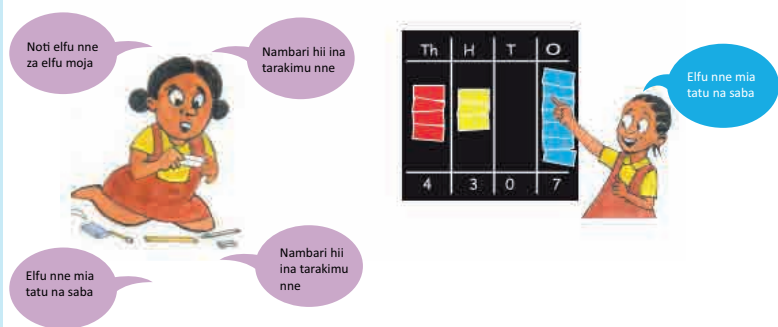 Noti elfu nne
za elfu moja
Nambari hii ina
tarakimu nne
Th H T O
4 3 0 7
Elfu nne mia
tatu na saba
Elfu nne mia
tatu na saba
Nambari hii
ina tarakimu
nne